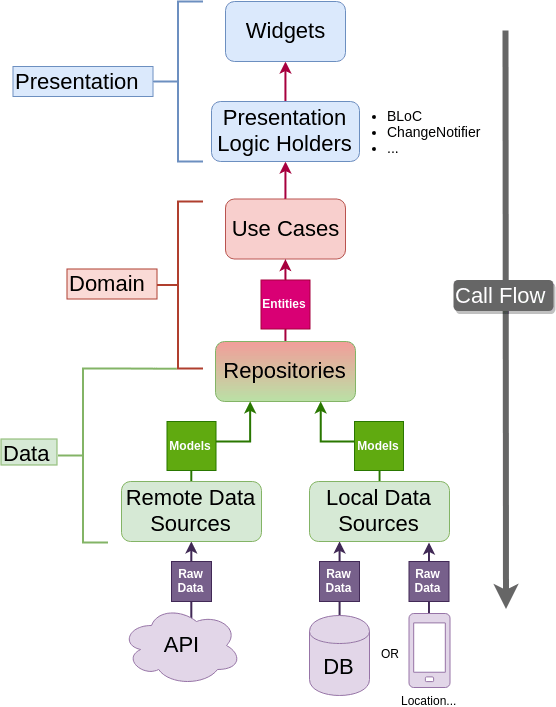 Widgets
Presentation
Presentation
Logic Holders
• BLoC
• ChangeNotifier
• ...
Use Cases
Domain
Entities
Call Flow
Repositories
Data
Models
Models
Remote Data
Sources
Local Data
Sources
Raw
Data
Raw
Data
Raw
Data
API
DB
OR
Location...